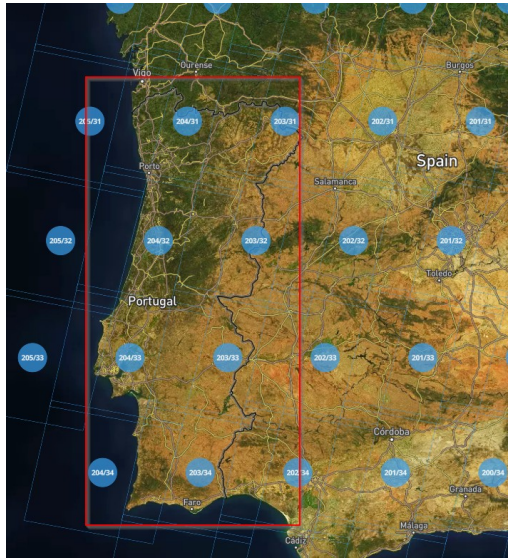 Vigo
Ourense
Burgos
205/31
204/31
203/31
202/31
201/31
Porto
Spain
Salamanca
205/32
204/32
203/32
202/32
201/32
Toledo
Portugal
205/33
204/33
203/33
202/33
201/33
Córdoba
204/34
203/34
202/34
201/34
200/34
Granada
Faro
Málaga
Cádiz